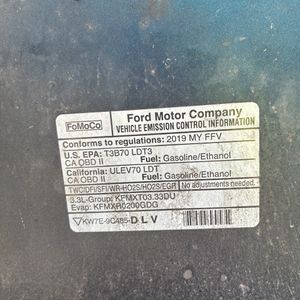 FoMoCo
Ford Motor Company
VEHICLE EMISSION CONTROL INFORMATION
Conforms to regulations: 2019 MY FFV
U.S. EPA: T3B70 LDT3
CA OBD II Fuel: Gasoline/Ethanol
California: ULEV70 LDT
CA OBD II Fuel: Gasoline/Ethanol
TWC/DFI/SFI/WR-HO2S/HO2S/EGR No adjustments needed.
3.3L-Group: KFMXT03.33DU
Evap: KFMXR0200GDG
KW7E-9C485-DLV